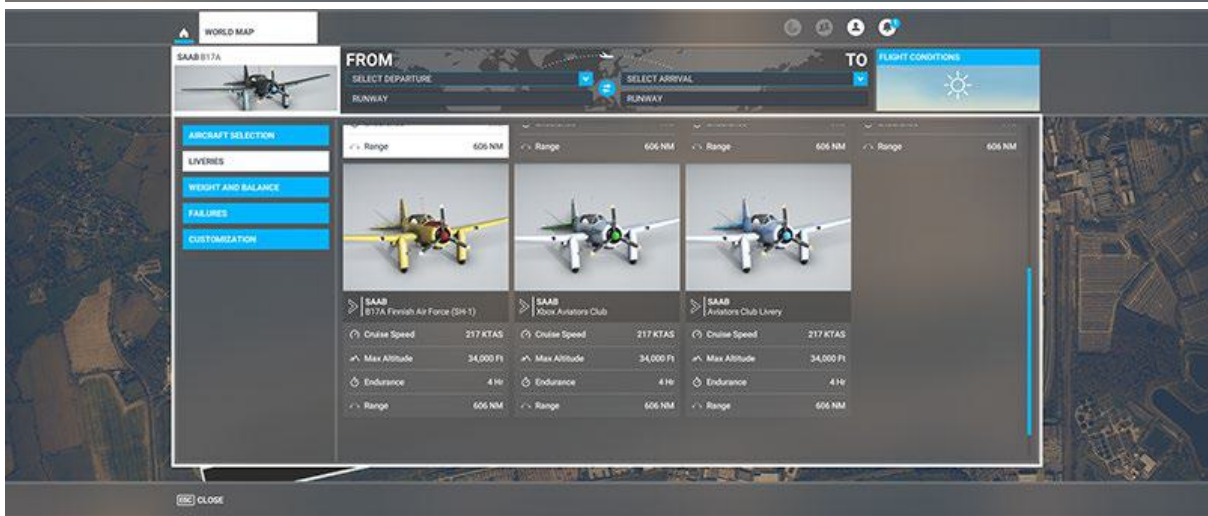 WORLD MAP
SAAB B17A
FROM
TO
SELECT DEPARTURE
SELECT ARRIVAL
RUNWAY
RUNWAY
FLIGHT CONDITIONS
AIRCRAFT SELECTION
LIVERIES
WEIGHT AND BALANCE
FAILURES
CUSTOMIZATION
Range 606 NM
Range 606 NM
Range 606 NM
Range 606 NM
SAAB
B17A Finnish Air Force (SH-1)
Cruise Speed 217 KTAS
Max Altitude 34,000 Ft
Endurance 4 Hr
Range 606 NM
SAAB
Xbox Aviators Club
Cruise Speed 217 KTAS
Max Altitude 34,000 Ft
Endurance 4 Hr
Range 606 NM
SAAB
Aviators Club Livery
Cruise Speed 217 KTAS
Max Altitude 34,000 Ft
Endurance 4 Hr
Range 606 NM
ESC CLOSE